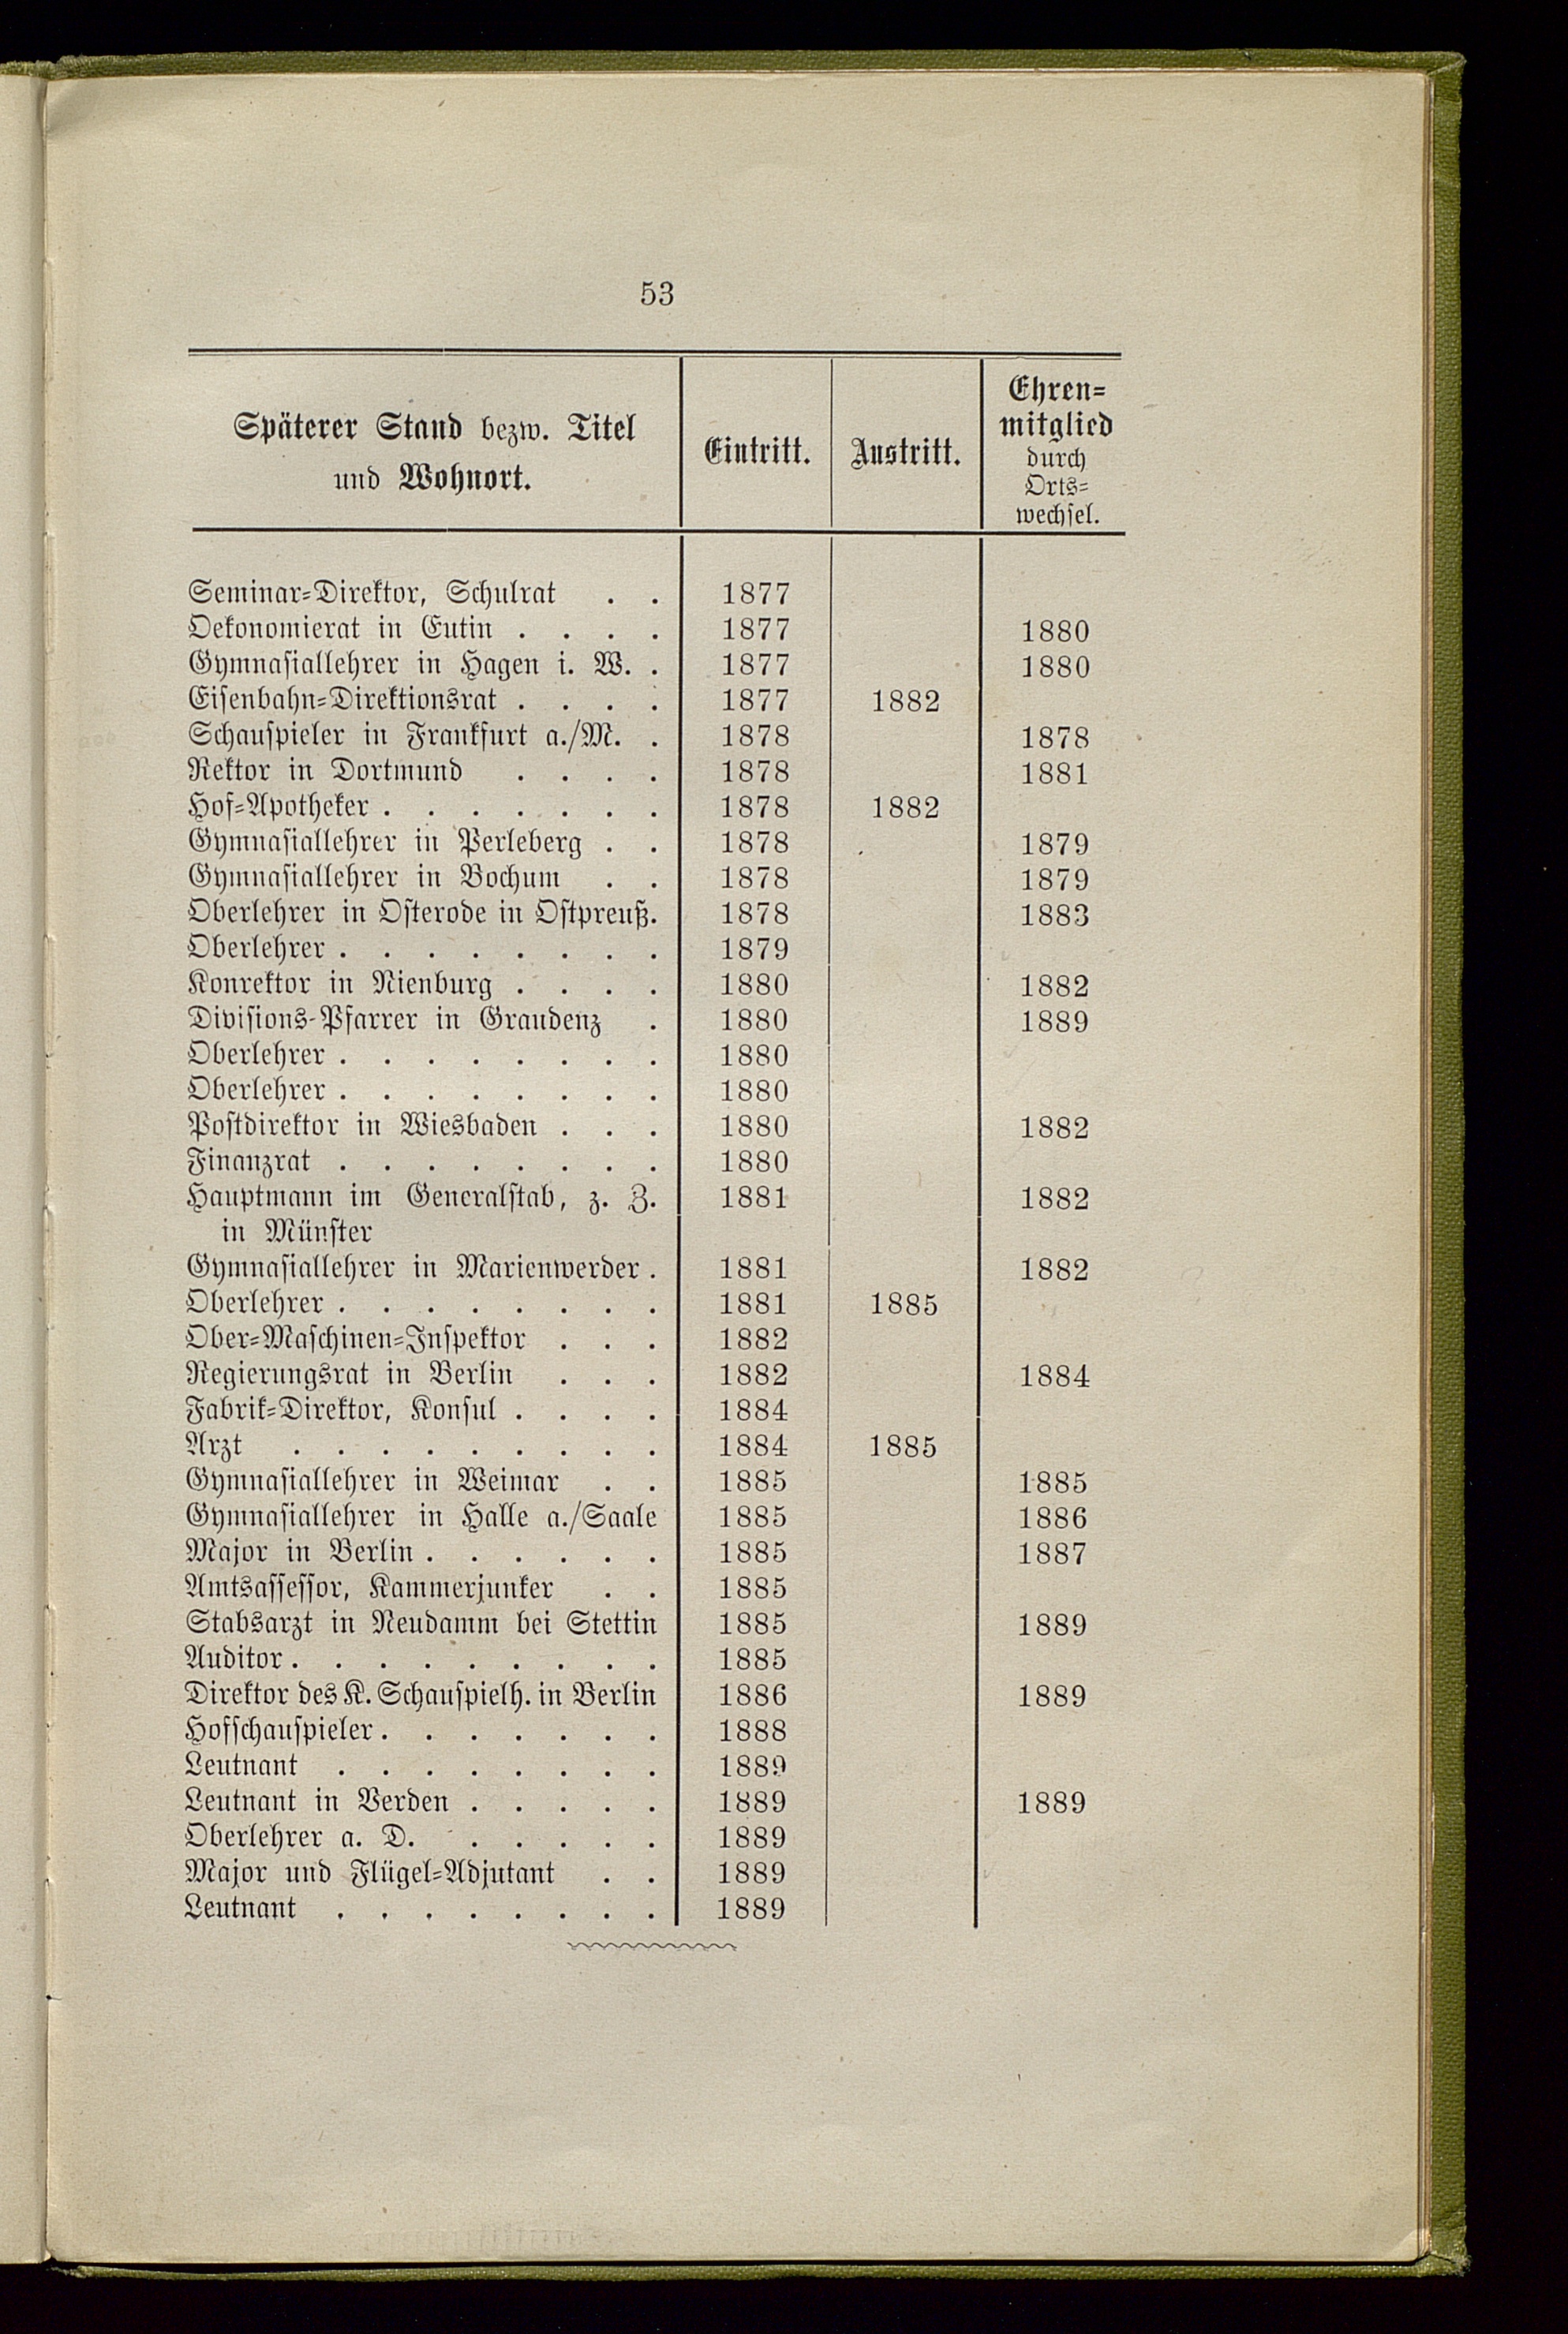 53
Späterer Stand bezw. Titel
und Wohnort.
Eintritt.
Austritt.
Ehren=
mitglied
durch
Orts=
wechsel.
Seminar=Direktor, Schulrat . . 1877
Oekonomierat in Eutin . . . . 1877 1880
Gymnasiallehrer in Hagen i. W. . 1877 1880
Eisenbahn=Direktionsrat . . . . 1877 1882
Schauspieler in Frankfurt a./M. . 1878 1878
Rektor in Dortmund . . . . 1878 1881
Hof=Apotheker . . . . . . . 1878 1882
Gymnasiallehrer in Perleberg . . 1878 1879
Gymnasiallehrer in Bochum . . 1878 1879
Oberlehrer in Osterode in Ostpreuß. 1878 1883
Oberlehrer . . . . . . . . 1879
Konrektor in Nienburg . . . . 1880 1882
Divisions-Pfarrer in Graudenz . 1880 1889
Oberlehrer . . . . . . . . 1880
Oberlehrer . . . . . . . . 1880
Postdirektor in Wiesbaden . . . 1880 1882
Finanzrat . . . . . . . . 1880
Hauptmann im Generalstab, z. Z. 1881 1882
in Münster
Gymnasiallehrer in Marienwerder . 1881 1882
Oberlehrer . . . . . . . . 1881 1885
Ober=Maschinen=Inspektor . . . 1882
Regierungsrat in Berlin . . . 1882 1884
Fabrik=Direktor, Konsul . . . . 1884
Arzt . . . . . . . . . 1884 1885
Gymnasiallehrer in Weimar . . 1885 1885
Gymnasiallehrer in Halle a./Saale 1885 1886
Major in Berlin . . . . . . 1885 1887
Amtsassessor, Kammerjunker . . 1885
Stabsarzt in Neudamm bei Stettin 1885 1889
Auditor . . . . . . . . . 1885
Direktor des K. Schauspielh. in Berlin 1886 1889
Hofschauspieler . . . . . . . 1888
Leutnant . . . . . . . . 1889
Leutnant in Verden . . . . . 1889 1889
Oberlehrer a. D. . . . . . 1889
Major und Flügel=Adjutant . . 1889
Leutnant . . . . . . . . 1889